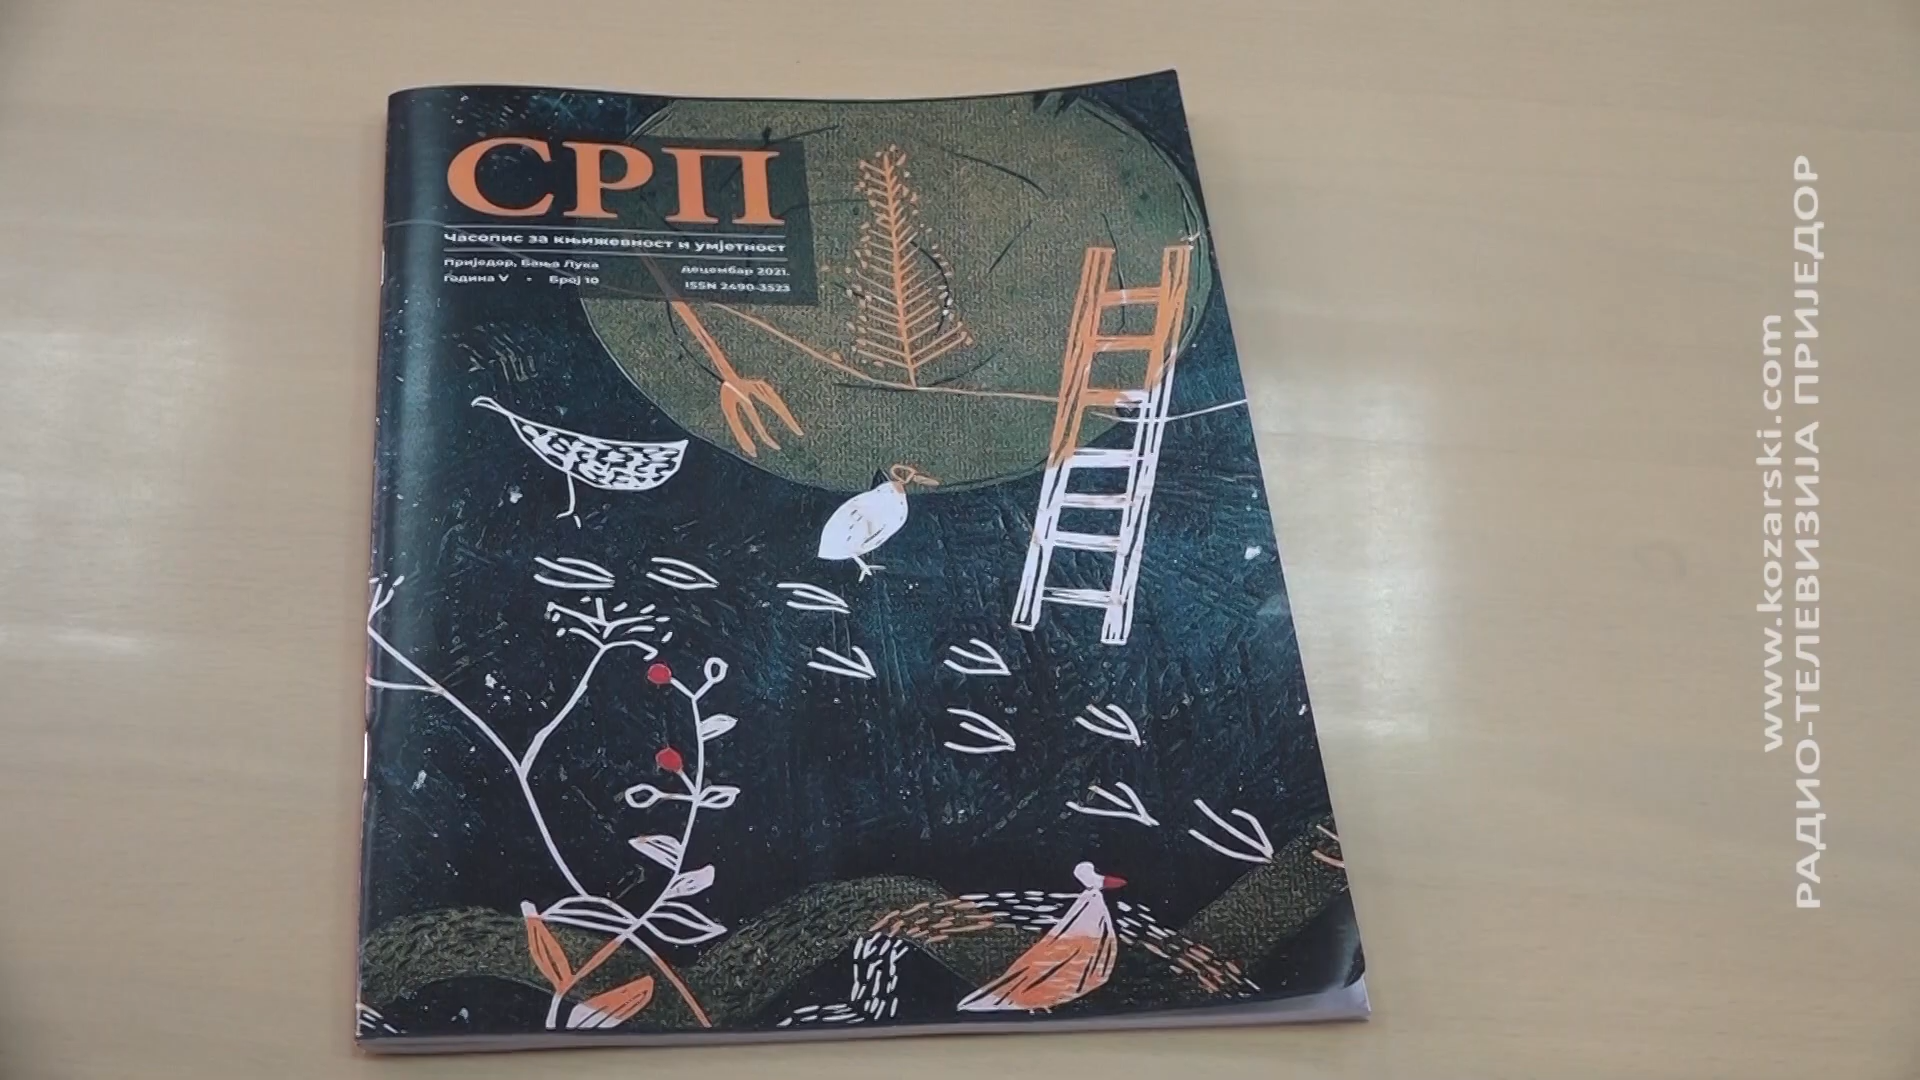 СРП
Часопис за књижевност и умјетност
Приједор, Бања Лука
година V • Број 10
децембар 2021.
ISSN 2490-3523
www.kozarski.com
РАДИО-ТЕЛЕВИЗИЈА ПРИЈЕДОР